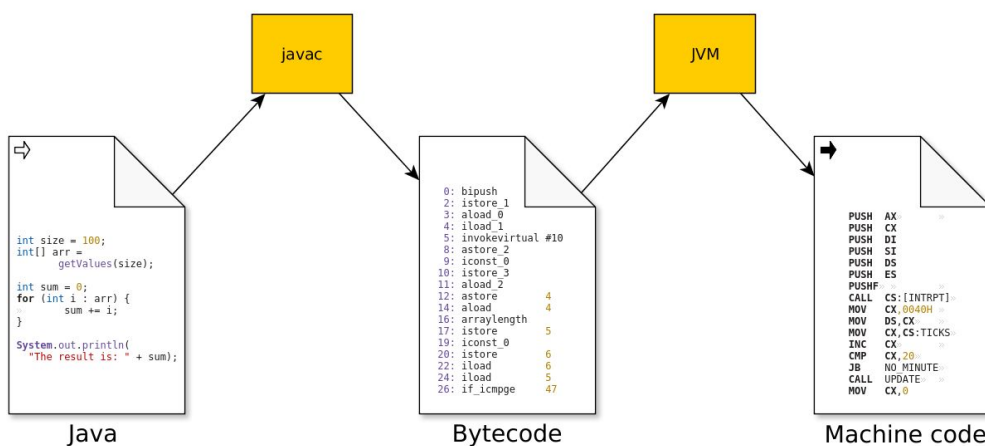 javac
JVM
int size = 100;
int[] arr =
getValues(size);
int sum = 0;
for (int i : arr) {
» sum += i;
}
System.out.println(
"The result is: " + sum);
Java
0: bipush
2: istore_1
3: aload_0
4: iload_1
5: invokevirtual #10
8: astore_2
9: iconst_0
10: istore_3
11: aload_2
12: astore 4
14: aload 4
16: arraylength
17: istore 5
19: iconst_0
20: istore 6
22: iload 6
24: iload 5
26: if_icmpge 47
Bytecode
PUSH AX» »
PUSH CX
PUSH DI
PUSH SI
PUSH DS
PUSH ES
PUSHF» » »
CALL CS:[INTRPT]»
MOV CX,0040H »
MOV DS,CX» »
MOV CX,CS:TICKS»
INC CX» »
CMP CX,20» »
JB NO_MINUTE»
CALL UPDATE» »
MOV CX,0
Machine code